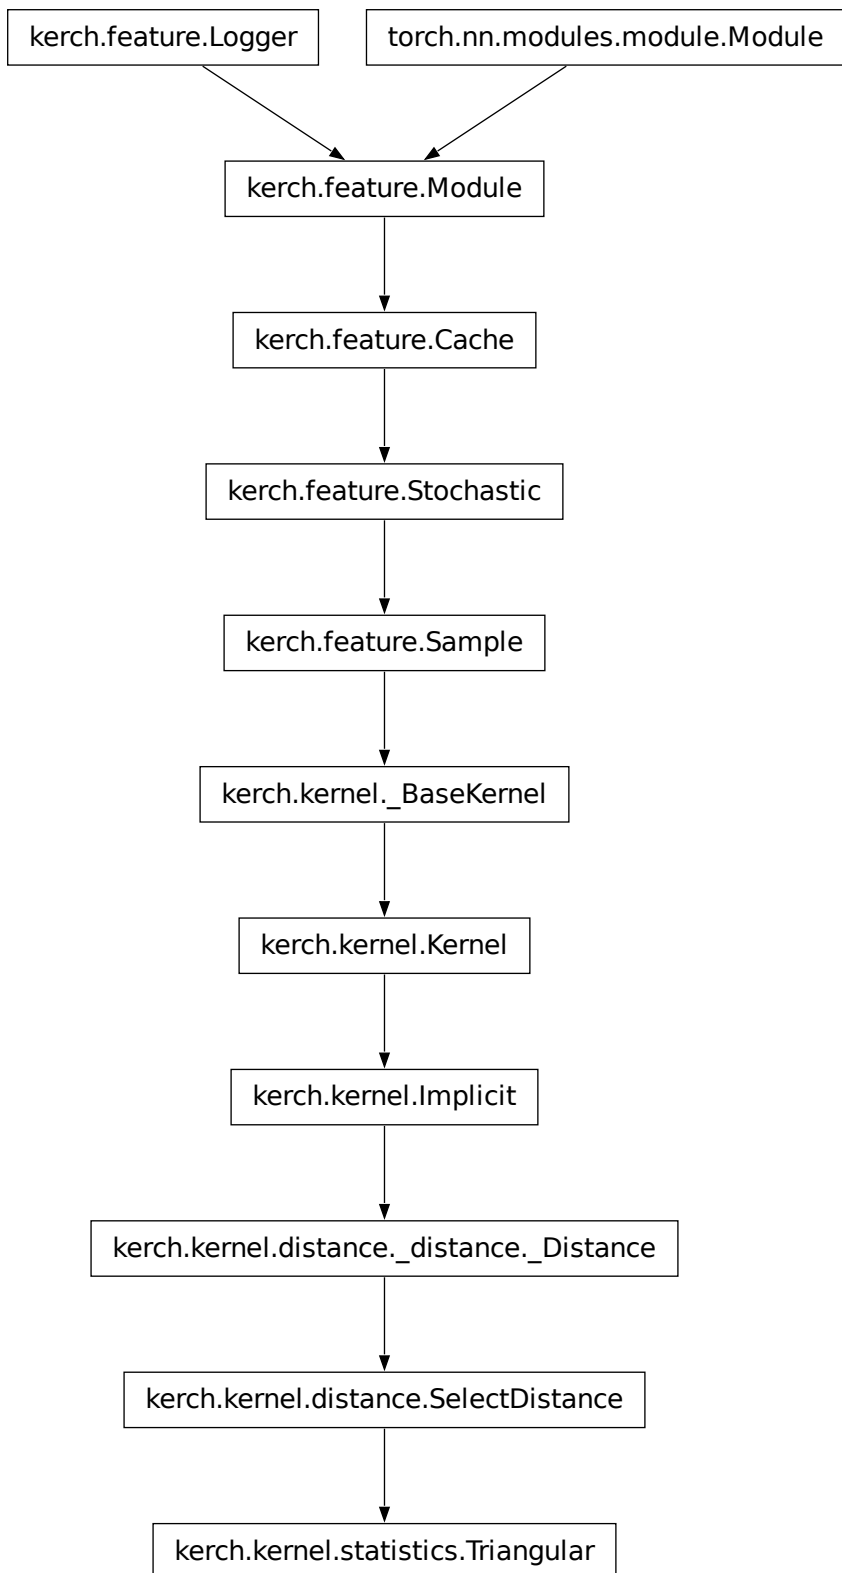 kerch.feature.Logger
torch.nn.modules.module.Module
kerch.feature.Module
kerch.feature.Cache
kerch.feature.Stochastic
kerch.feature.Sample
kerch.kernel._BaseKernel
kerch.kernel.Kernel
kerch.kernel.Implicit
kerch.kernel.distance._distance._Distance
kerch.kernel.distance.SelectDistance
kerch.kernel.statistics.Triangular